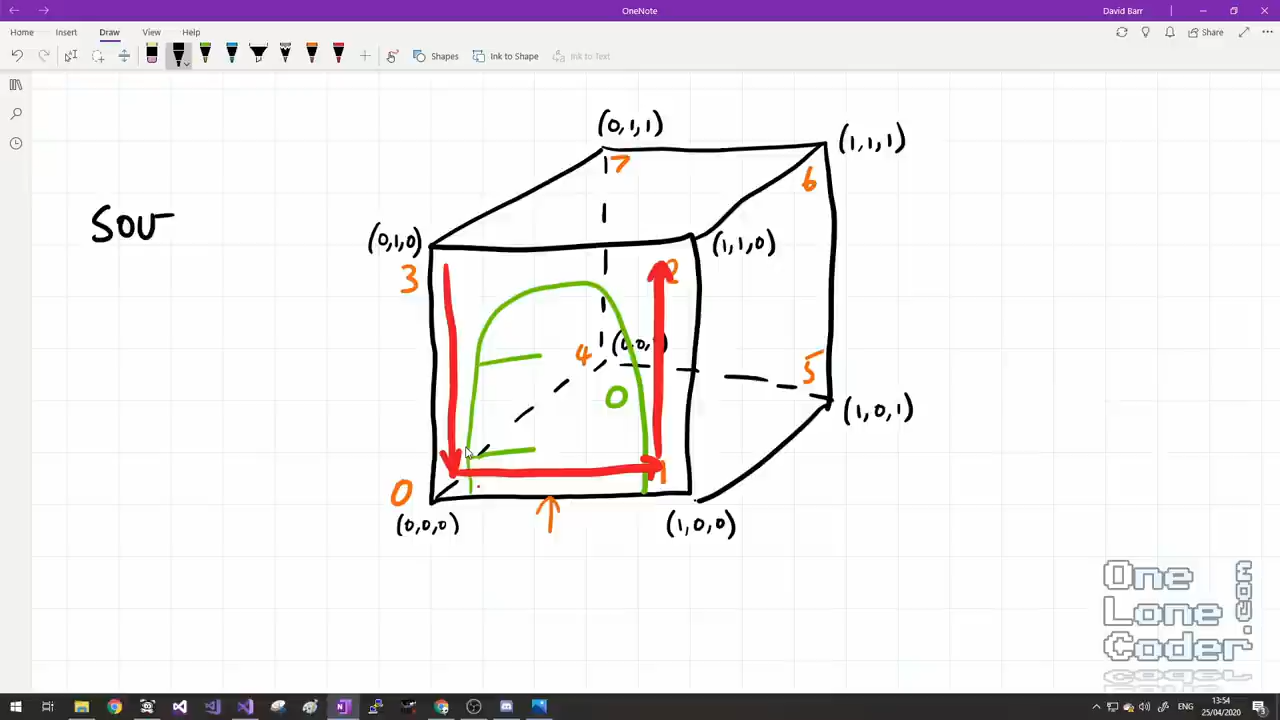 OneNote
David Barr
Home Insert Draw View Help
Share
Shapes Ink to Shape Ink to Text
(0,1,1)
(1,1,1)
7
6
SOU
(0,1,0)
(1,1,0)
3
2
4
5
0
(1,0,1)
1
0
(0,0,0)
(1,0,0)
One
Lone
Coder.com
13:54
25/04/2020